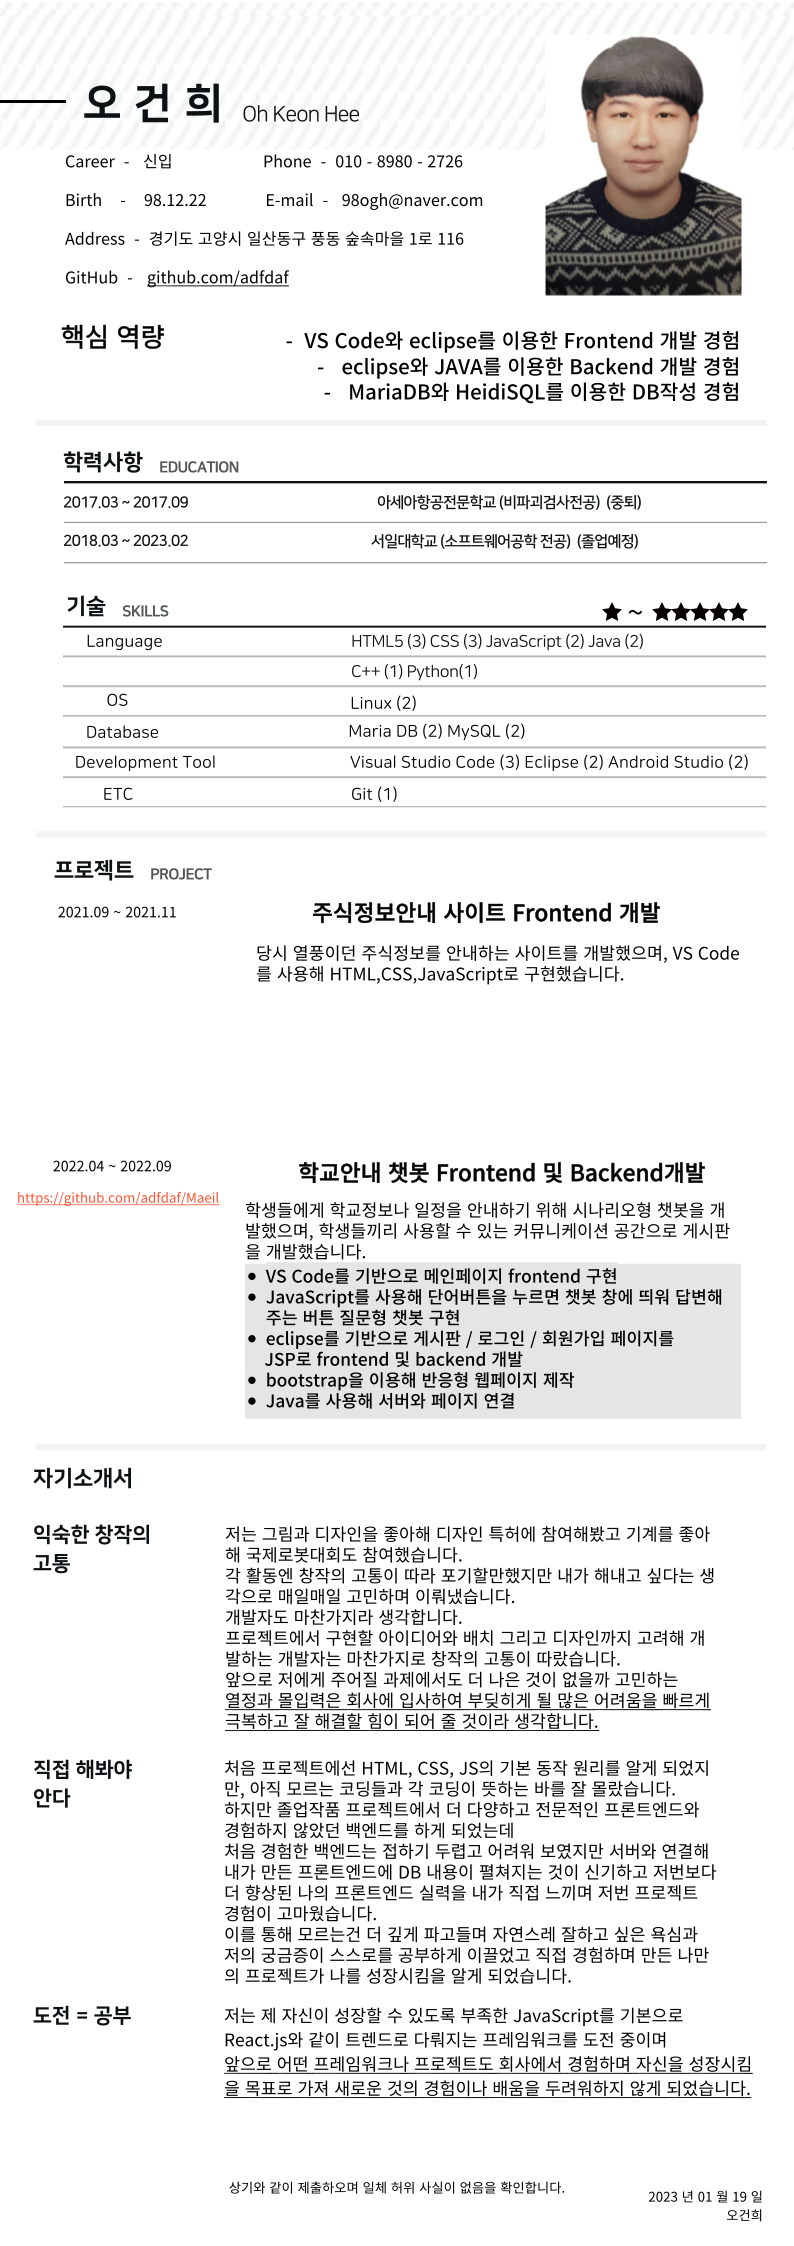 오 건 희 Oh Keon Hee
Career - 신입 Phone - 010 - 8980 - 2726
Birth - 98.12.22 E-mail - 98ogh@naver.com
Address - 경기도 고양시 일산동구 풍동 숲속마을 1로 116
GitHub - github.com/adfdaf
핵심 역량
- VS Code와 eclipse를 이용한 Frontend 개발 경험
- eclipse와 JAVA를 이용한 Backend 개발 경험
- MariaDB와 HeidiSQL를 이용한 DB작성 경험
학력사항 EDUCATION
2017.03 ~ 2017.09 아세아항공전문학교 (비파괴검사전공) (중퇴)
2018.03 ~ 2023.02 서일대학교 (소프트웨어공학 전공) (졸업예정)
기술 SKILLS ★ ~ ★★★★★
Language HTML5 (3) CSS (3) JavaScript (2) Java (2)
C++ (1) Python(1)
OS Linux (2)
Database Maria DB (2) MySQL (2)
Development Tool Visual Studio Code (3) Eclipse (2) Android Studio (2)
ETC Git (1)
프로젝트 PROJECT
2021.09 ~ 2021.11 주식정보안내 사이트 Frontend 개발
당시 열풍이던 주식정보를 안내하는 사이트를 개발했으며, VS Code
를 사용해 HTML,CSS,JavaScript로 구현했습니다.
2022.04 ~ 2022.09 학교안내 챗봇 Frontend 및 Backend개발
https://github.com/adfdaf/Maeil
학생들에게 학교정보나 일정을 안내하기 위해 시나리오형 챗봇을 개
발했으며, 학생들끼리 사용할 수 있는 커뮤니케이션 공간으로 게시판
을 개발했습니다.
● VS Code를 기반으로 메인페이지 frontend 구현
● JavaScript를 사용해 단어버튼을 누르면 챗봇 창에 띄워 답변해
주는 버튼 질문형 챗봇 구현
● eclipse를 기반으로 게시판 / 로그인 / 회원가입 페이지를
JSP로 frontend 및 backend 개발
● bootstrap을 이용해 반응형 웹페이지 제작
● Java를 사용해 서버와 페이지 연결
자기소개서
익숙한 창작의
고통
저는 그림과 디자인을 좋아해 디자인 특허에 참여해봤고 기계를 좋아
해 국제로봇대회도 참여했습니다.
각 활동엔 창작의 고통이 따라 포기할만했지만 내가 해내고 싶다는 생
각으로 매일매일 고민하며 이뤄냈습니다.
개발자도 마찬가지라 생각합니다.
프로젝트에서 구현할 아이디어와 배치 그리고 디자인까지 고려해 개
발하는 개발자는 마찬가지로 창작의 고통이 따랐습니다.
앞으로 저에게 주어질 과제에서도 더 나은 것이 없을까 고민하는
열정과 몰입력은 회사에 입사하여 부딪히게 될 많은 어려움을 빠르게
극복하고 잘 해결할 힘이 되어 줄 것이라 생각합니다.
직접 해봐야
안다
처음 프로젝트에선 HTML, CSS, JS의 기본 동작 원리를 알게 되었지
만, 아직 모르는 코딩들과 각 코딩이 뜻하는 바를 잘 몰랐습니다.
하지만 졸업작품 프로젝트에서 더 다양하고 전문적인 프론트엔드와
경험하지 않았던 백엔드를 하게 되었는데
처음 경험한 백엔드는 접하기 두렵고 어려워 보였지만 서버와 연결해
내가 만든 프론트엔드에 DB 내용이 펼쳐지는 것이 신기하고 저번보다
더 향상된 나의 프론트엔드 실력을 내가 직접 느끼며 저번 프로젝트
경험이 고마웠습니다.
이를 통해 모르는건 더 깊게 파고들며 자연스레 잘하고 싶은 욕심과
저의 궁금증이 스스로를 공부하게 이끌었고 직접 경험하며 만든 나만
의 프로젝트가 나를 성장시킴을 알게 되었습니다.
도전 = 공부
저는 제 자신이 성장할 수 있도록 부족한 JavaScript를 기본으로
React.js와 같이 트렌드로 다뤄지는 프레임워크를 도전 중이며
앞으로 어떤 프레임워크나 프로젝트도 회사에서 경험하며 자신을 성장시킴
을 목표로 가져 새로운 것의 경험이나 배움을 두려워하지 않게 되었습니다.
상기와 같이 제출하오며 일체 허위 사실이 없음을 확인합니다.
2023 년 01 월 19 일
오건희